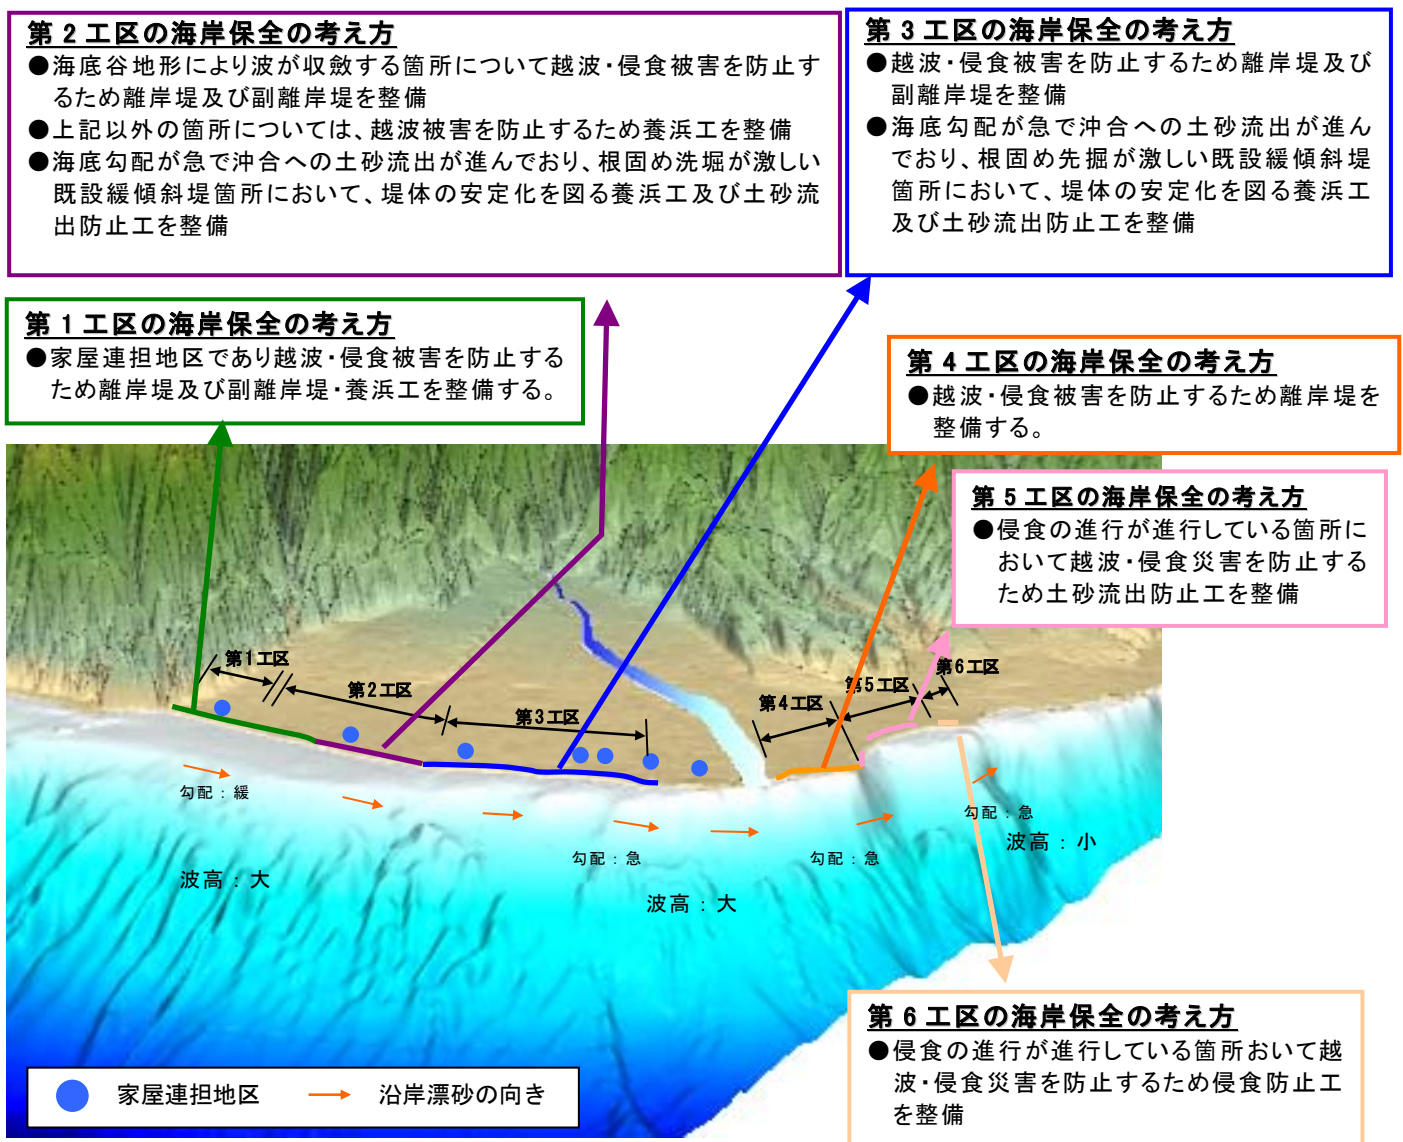 第２工区の海岸保全の考え方
●海底谷地形により波が収斂する箇所について越波・侵食被害を防止す
るため離岸堤及び副離岸堤を整備
●上記以外の箇所については、越波被害を防止するため養浜工を整備
●海底勾配が急で沖合への土砂流出が進んでおり、根固め洗堀が激しい
既設緩傾斜堤箇所において、堤体の安定化を図る養浜工及び土砂流
出防止工を整備
第３工区の海岸保全の考え方
●越波・侵食被害を防止するため離岸堤及び
副離岸堤を整備
●海底勾配が急で沖合への土砂流出が進ん
でおり、根固め先掘が激しい既設緩傾斜堤
箇所において、堤体の安定化を図る養浜工
及び土砂流出防止工を整備
第１工区の海岸保全の考え方
●家屋連担地区であり越波・侵食被害を防止する
ため離岸堤及び副離岸堤・養浜工を整備する。
第４工区の海岸保全の考え方
●越波・侵食被害を防止するため離岸堤を
整備する。
第５工区の海岸保全の考え方
●侵食の進行が進行している箇所に
おいて越波・侵食災害を防止する
ため土砂流出防止工を整備
第1工区
第2工区
第3工区
第4工区
第5工区
第6工区
勾配：緩
勾配：急
勾配：急
勾配：急
波高：大
波高：大
波高：小
第６工区の海岸保全の考え方
●侵食の進行が進行している箇所おいて越
波・侵食災害を防止するため侵食防止工
を整備
家屋連担地区
沿岸漂砂の向き